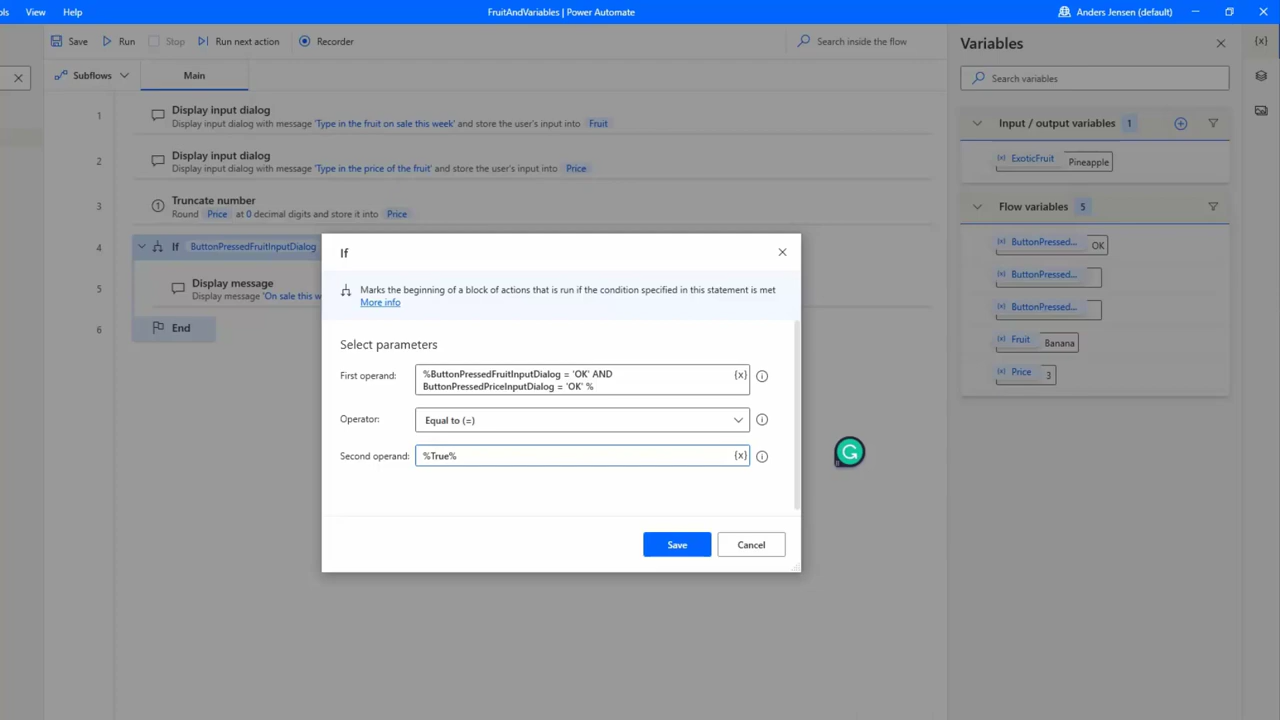 ols View Help FruitAndVariables | Power Automate Anders Jensen (default)
Save Run Stop Run next action Recorder Search inside the flow Variables {x}
Subflows Main Search variables
1 Display input dialog
Display input dialog with message 'Type in the fruit on sale this week' and store the user's input into Fruit
Input / output variables 1
2 Display input dialog
Display input dialog with message 'Type in the price of the fruit' and store the user's input into Price
{x} ExoticFruit Pineapple
3 Truncate number
Round Price at 0 decimal digits and store it into Price
Flow variables 5
4 If ButtonPressedFruitInputDialog
{x} ButtonPressed... OK
5 Display message
Display message 'On sale this w
{x} ButtonPressed...
{x} ButtonPressed...
6 End
{x} Fruit Banana
{x} Price 3
If
Marks the beginning of a block of actions that is run if the condition specified in this statement is met
More info
Select parameters
First operand: %ButtonPressedFruitInputDialog = 'OK' AND
ButtonPressedPriceInputDialog = 'OK' % {x}
Operator: Equal to (=)
Second operand: %True% {x}
Save Cancel